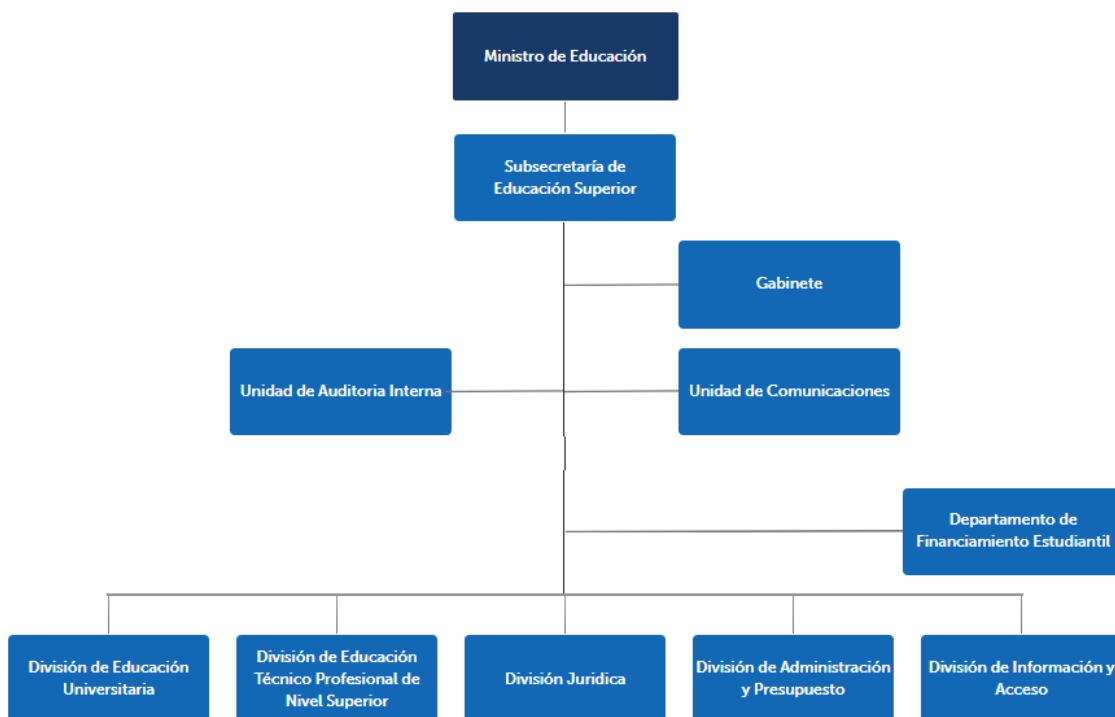 Ministro de Educación
Subsecretaría de
Educación Superior
Gabinete
Unidad de Auditoria Interna
Unidad de Comunicaciones
Departamento de
Financiamiento Estudiantil
División de Educación
Universitaria
División de Educación
Técnico Profesional de
Nivel Superior
División Juridica
División de Administración
y Presupuesto
División de Información y
Acceso